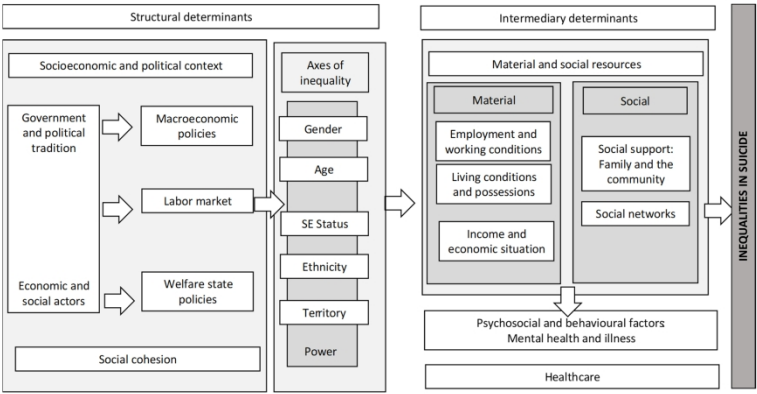 Structural determinants
Intermediary determinants
Socioeconomic and political context
Government
and political
tradition
Economic and
social actors
Macroeconomic
policies
Labor market
Welfare state
policies
Social cohesion
Axes of
inequality
Gender
Age
SE Status
Ethnicity
Territory
Power
Material and social resources
Material
Employment and
working conditions
Living conditions
and possessions
Income and
economic situation
Social
Social support:
Family and the
community
Social networks
Psychosocial and behavioural factors
Mental health and illness
Healthcare
INEQUALITIES IN SUICIDE